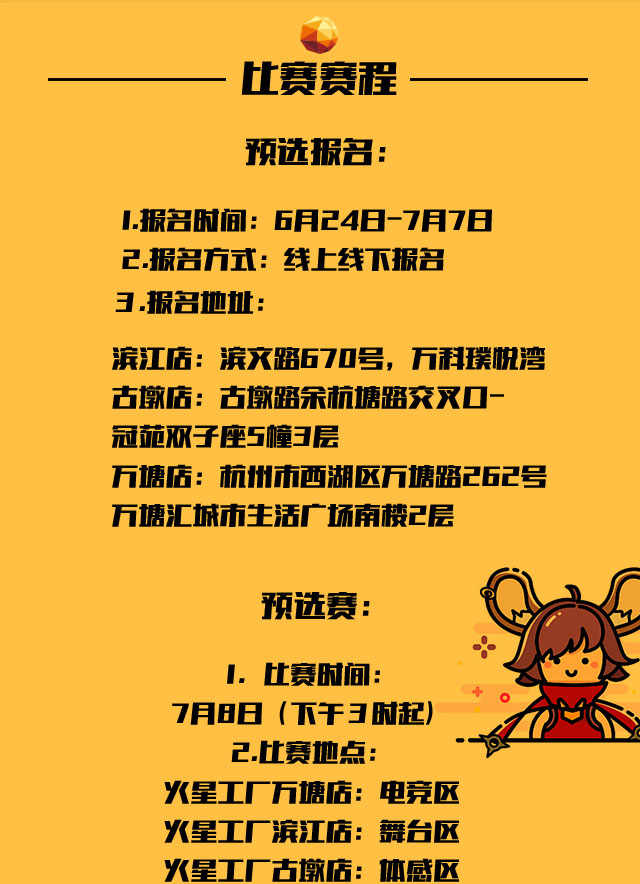 比赛赛程
预选报名：
1.报名时间：6月24日-7月7日
2.报名方式：线上线下报名
3.报名地址：
滨江店：滨文路670号，万科璞悦湾
古墩店：古墩路余杭塘路交叉口-
冠苑双子座5幢3层
万塘店：杭州市西湖区万塘路262号
万塘汇城市生活广场南楼2层
预选赛：
1. 比赛时间：
7月8日（下午3时起）
2.比赛地点：
火星工厂万塘店：电竞区
火星工厂滨江店：舞台区
火星工厂古墩店：体感区